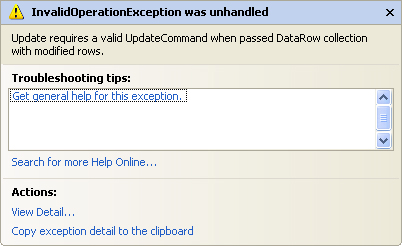 InvalidOperationException was unhandled
Update requires a valid UpdateCommand when passed DataRow collection
with modified rows.
Troubleshooting tips:
Get general help for this exception.
Search for more Help Online...
Actions:
View Detail...
Copy exception detail to the clipboard